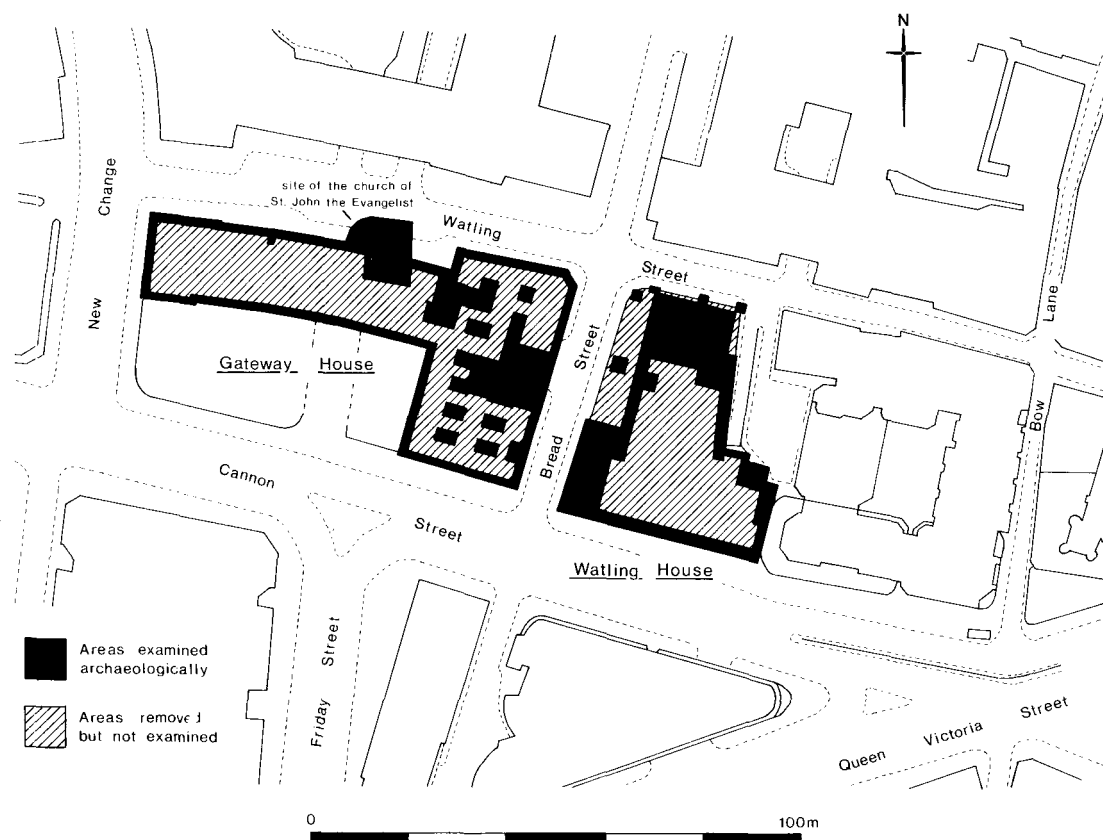 N
site of the church of
St. John the Evangelist
New Change
Watling Street
Gateway House
Bread Street
Bow Lane
Cannon Street
Watling House
Areas examined
archaeologically
Areas removed
but not examined
Friday Street
Queen Victoria Street
0 100m